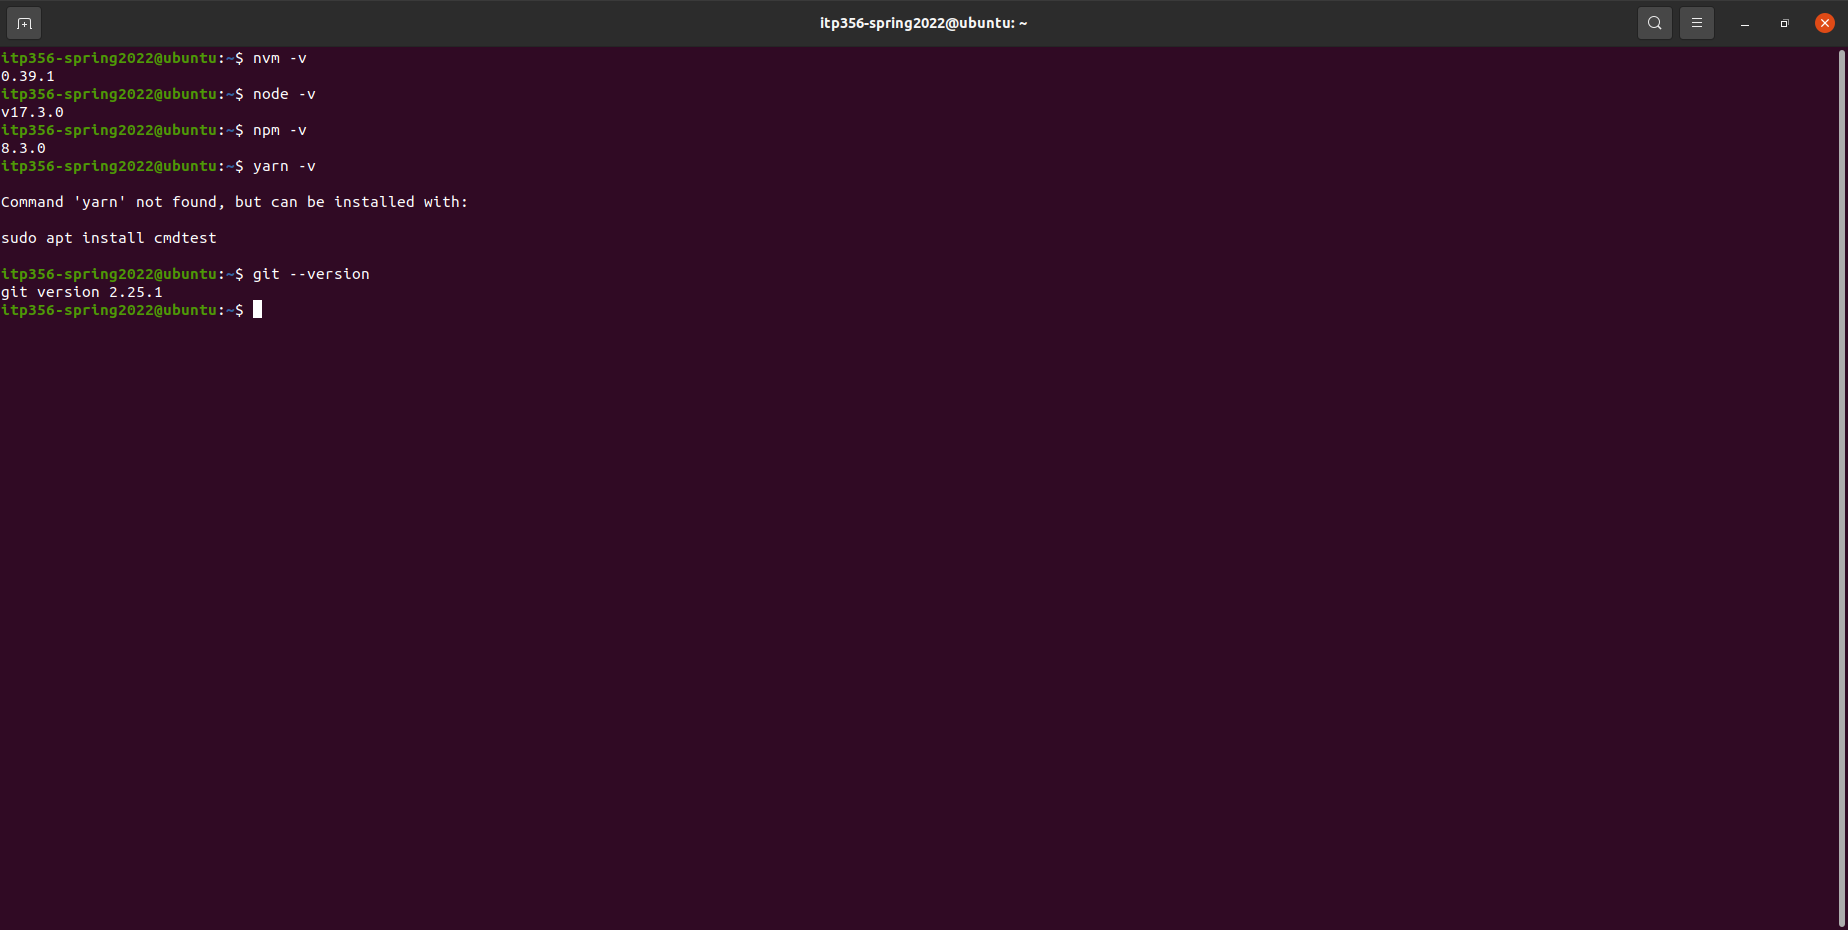 itp356-spring2022@ubuntu: ~
itp356-spring2022@ubuntu:~$ nvm -v
0.39.1
itp356-spring2022@ubuntu:~$ node -v
v17.3.0
itp356-spring2022@ubuntu:~$ npm -v
8.3.0
itp356-spring2022@ubuntu:~$ yarn -v
Command 'yarn' not found, but can be installed with:
sudo apt install cmdtest
itp356-spring2022@ubuntu:~$ git --version
git version 2.25.1
itp356-spring2022@ubuntu:~$